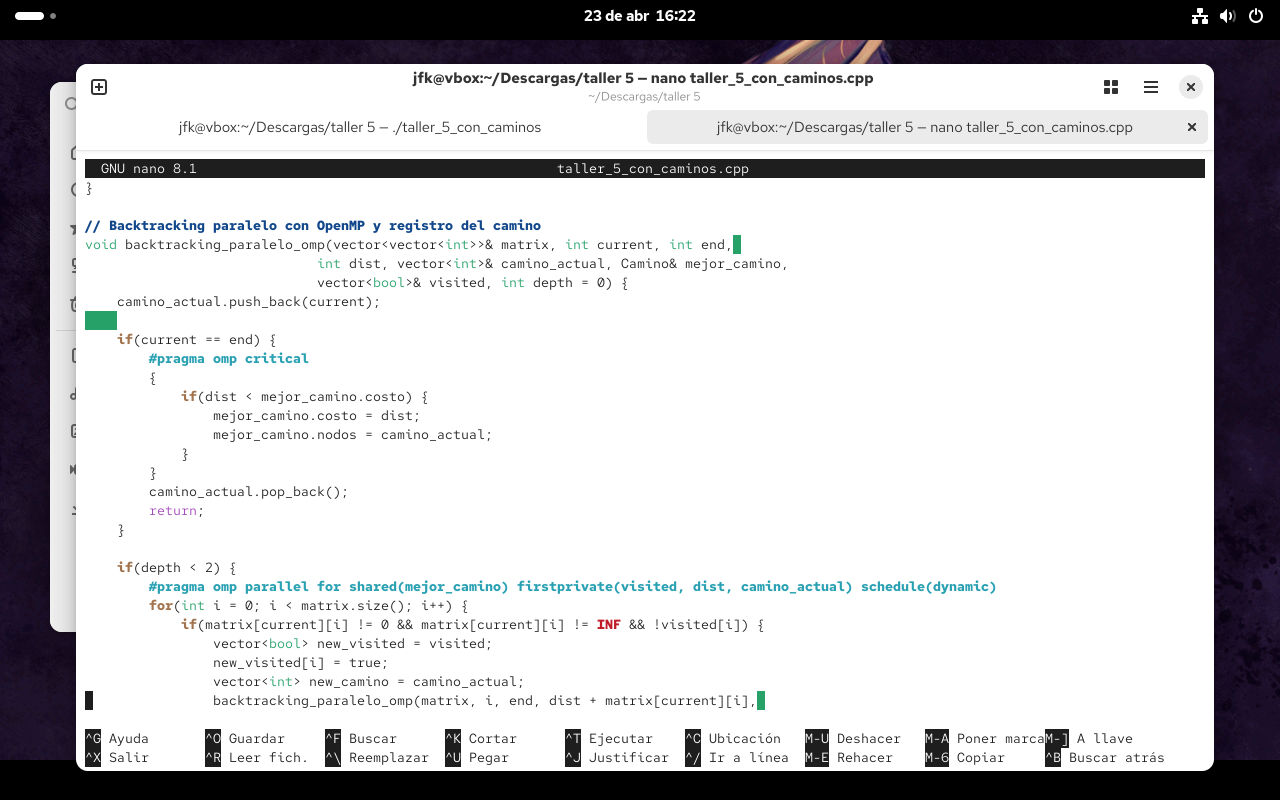 23 de abr 16:22
jfk@vbox:~/Descargas/taller 5 — nano taller_5_con_caminos.cpp
~/Descargas/taller 5
jfk@vbox:~/Descargas/taller 5 — ./taller_5_con_caminos
jfk@vbox:~/Descargas/taller 5 — nano taller_5_con_caminos.cpp
GNU nano 8.1 taller_5_con_caminos.cpp
}
// Backtracking paralelo con OpenMP y registro del camino
void backtracking_paralelo_omp(vector<vector<int>>& matrix, int current, int end,
int dist, vector<int>& camino_actual, Camino& mejor_camino,
vector<bool>& visited, int depth = 0) {
camino_actual.push_back(current);
if(current == end) {
#pragma omp critical
{
if(dist < mejor_camino.costo) {
mejor_camino.costo = dist;
mejor_camino.nodos = camino_actual;
}
}
camino_actual.pop_back();
return;
}
if(depth < 2) {
#pragma omp parallel for shared(mejor_camino) firstprivate(visited, dist, camino_actual) schedule(dynamic)
for(int i = 0; i < matrix.size(); i++) {
if(matrix[current][i] != 0 && matrix[current][i] != INF && !visited[i]) {
vector<bool> new_visited = visited;
new_visited[i] = true;
vector<int> new_camino = camino_actual;
backtracking_paralelo_omp(matrix, i, end, dist + matrix[current][i],
^G Ayuda ^O Guardar ^F Buscar ^K Cortar ^T Ejecutar ^C Ubicación M-U Deshacer M-A Poner marca M-] A llave
^X Salir ^R Leer fich. ^\ Reemplazar ^U Pegar ^J Justificar ^/ Ir a línea M-E Rehacer M-6 Copiar ^B Buscar atrás